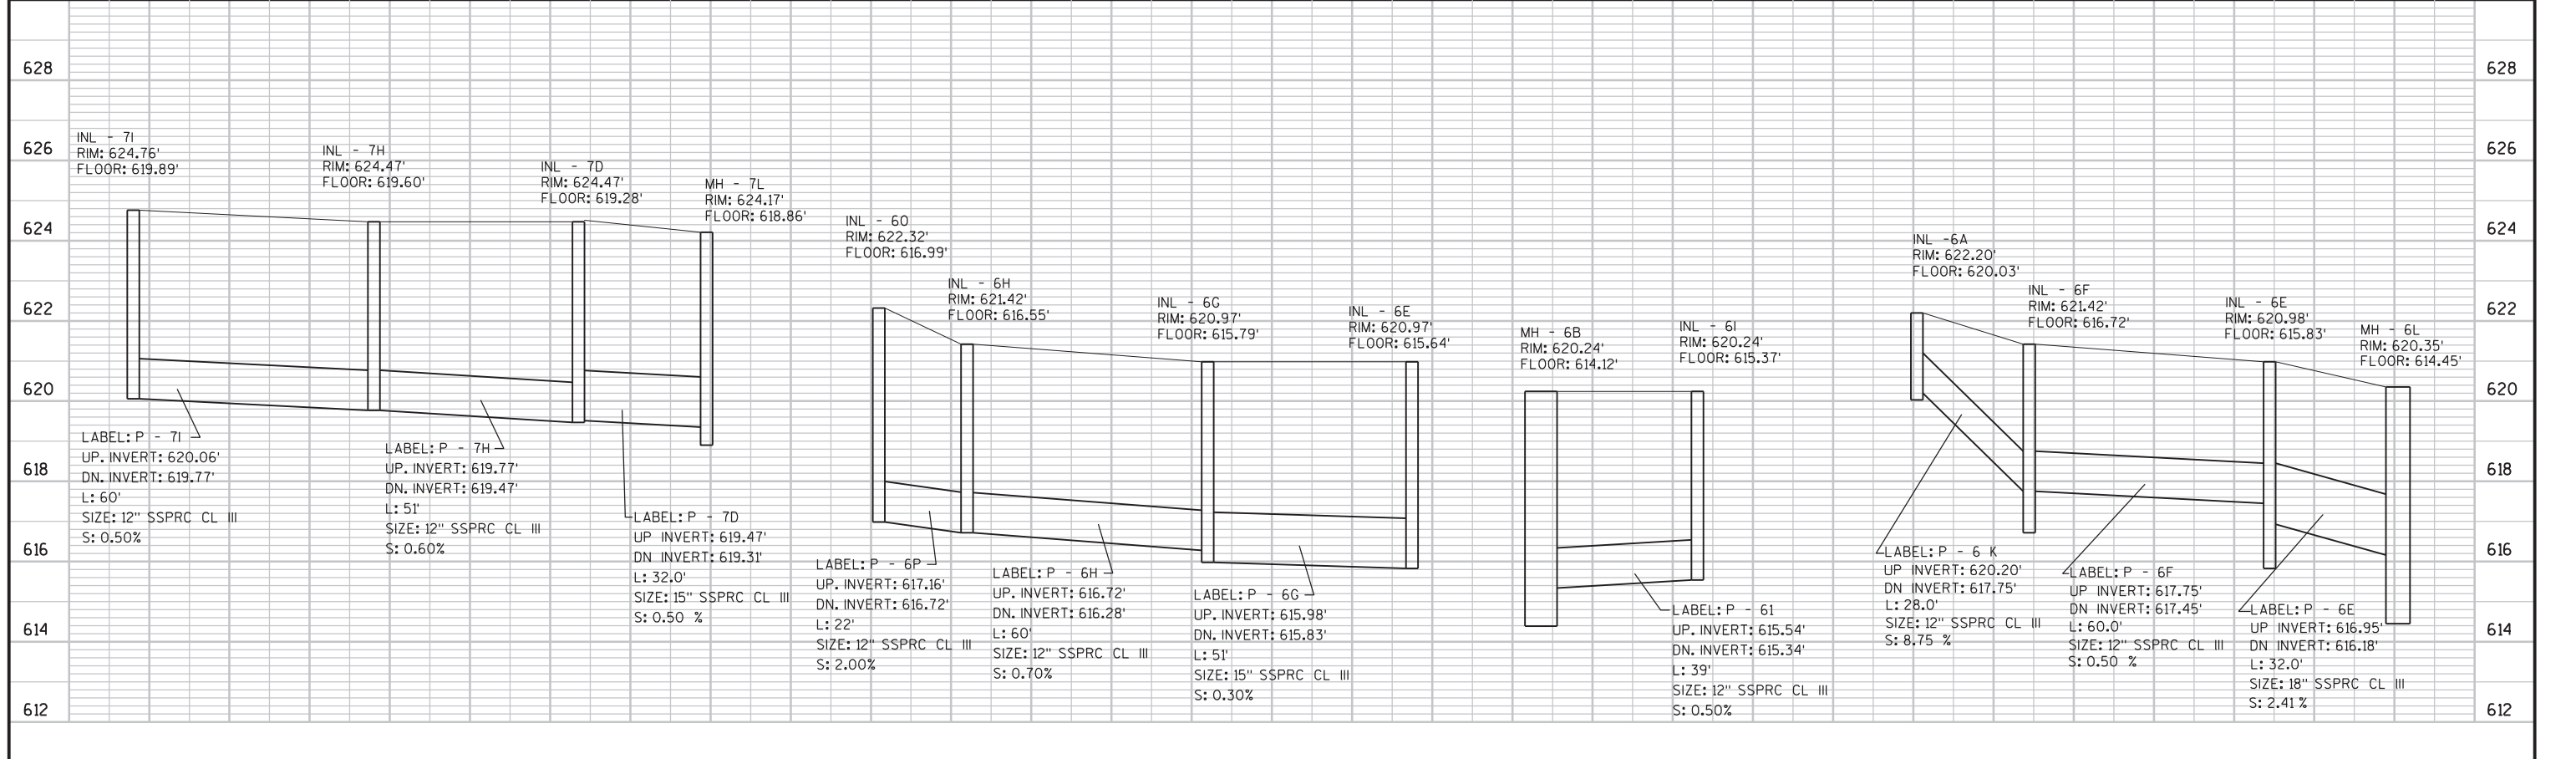 628
626
624
622
620
618
616
614
612
INL - 7I
RIM: 624.76'
FLOOR: 619.89'
INL - 7H
RIM: 624.47'
FLOOR: 619.60'
INL - 7D
RIM: 624.47'
FLOOR: 619.28'
MH - 7L
RIM: 624.17'
FLOOR: 618.86'
LABEL: P - 7I
UP. INVERT: 620.06'
DN. INVERT: 619.77'
L: 60'
SIZE: 12" SSPRC CL III
S: 0.50%
LABEL: P - 7H
UP. INVERT: 619.77'
DN. INVERT: 619.47'
L: 51'
SIZE: 12" SSPRC CL III
S: 0.60%
LABEL: P - 7D
UP INVERT: 619.47'
DN INVERT: 619.31'
L: 32.0'
SIZE: 15" SSPRC CL III
S: 0.50 %
INL - 6O
RIM: 622.32'
FLOOR: 616.99'
INL - 6H
RIM: 621.42'
FLOOR: 616.55'
INL - 6G
RIM: 620.97'
FLOOR: 615.79'
INL - 6E
RIM: 620.97'
FLOOR: 615.64'
LABEL: P - 6P
UP. INVERT: 617.16'
DN. INVERT: 616.72'
L: 22'
SIZE: 12" SSPRC CL III
S: 2.00%
LABEL: P - 6H
UP. INVERT: 616.72'
DN. INVERT: 616.28'
L: 60'
SIZE: 12" SSPRC CL III
S: 0.70%
LABEL: P - 6G
UP. INVERT: 615.98'
DN. INVERT: 615.83'
L: 51'
SIZE: 15" SSPRC CL III
S: 0.30%
MH - 6B
RIM: 620.24'
FLOOR: 614.12'
INL - 6I
RIM: 620.24'
FLOOR: 615.37'
LABEL: P - 61
UP. INVERT: 615.54'
DN. INVERT: 615.34'
L: 39'
SIZE: 12" SSPRC CL III
S: 0.50%
INL -6A
RIM: 622.20'
FLOOR: 620.03'
INL - 6F
RIM: 621.42'
FLOOR: 616.72'
INL - 6E
RIM: 620.98'
FLOOR: 615.83'
MH - 6L
RIM: 620.35'
FLOOR: 614.45'
LABEL: P - 6 K
UP INVERT: 620.20'
DN INVERT: 617.75'
L: 28.0'
SIZE: 12" SSPRC CL III
S: 8.75 %
LABEL: P - 6F
UP INVERT: 617.75'
DN INVERT: 617.45'
L: 60.0'
SIZE: 12" SSPRC CL III
S: 0.50 %
LABEL: P - 6E
UP INVERT: 616.95'
DN INVERT: 616.18'
L: 32.0'
SIZE: 18" SSPRC CL III
S: 2.41 %
628
626
624
622
620
618
616
614
612